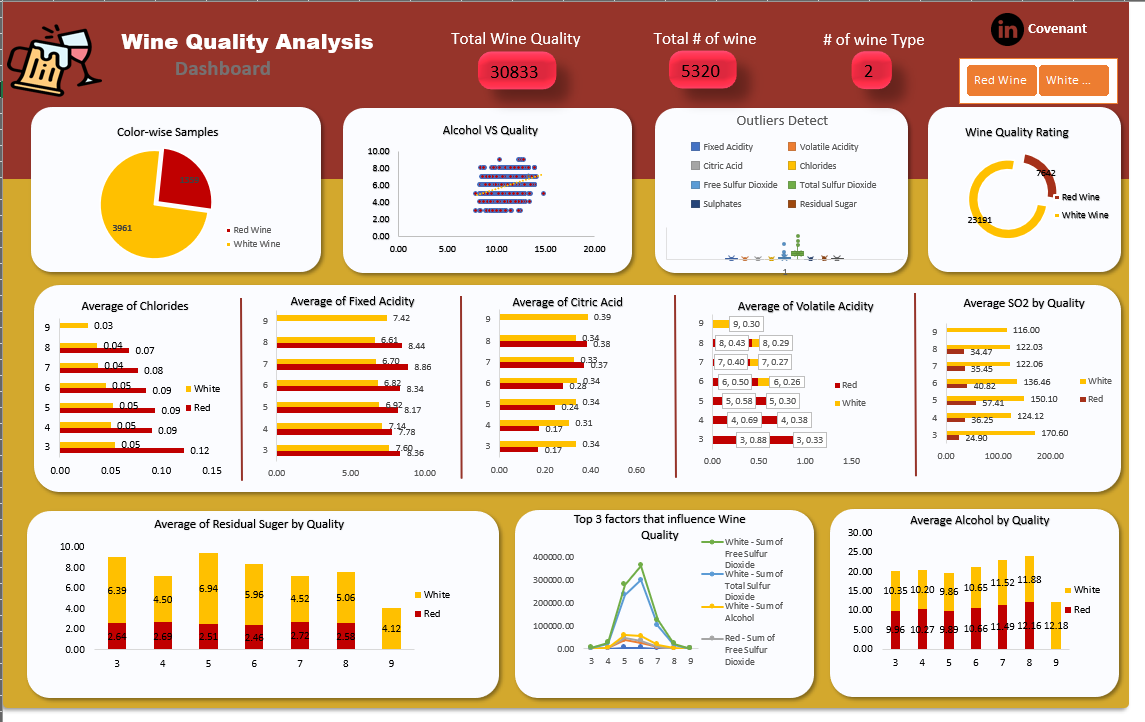 Wine Quality Analysis
Dashboard
Total Wine Quality
30833
Total # of wine
5320
# of wine Type
2
in
Covenant
Red Wine
White ...
Color-wise Samples
3961
Red Wine
White Wine
Alcohol VS Quality
10.00
8.00
6.00
4.00
2.00
0.00
0.00 5.00 10.00 15.00 20.00
Outliers Detect
Fixed Acidity
Volatile Acidity
Citric Acid
Chlorides
Free Sulfur Dioxide
Total Sulfur Dioxide
Sulphates
Residual Sugar
1
Wine Quality Rating
7642
23191
Red Wine
White Wine
Average of Chlorides
9 0.03
8 0.04
0.07
7 0.04
0.08
6 0.05
0.09
5 0.05
0.09
4 0.05
0.09
3 0.05
0.12
0.00 0.05 0.10 0.15
White
Red
Average of Fixed Acidity
9 7.42
8 6.61
8.44
7 6.70
8.86
6 6.82
8.34
5 6.92
8.17
4 7.14
7.78
3 7.60
8.36
0.00 5.00 10.00
Average of Citric Acid
9 0.39
8 0.34
0.38
7 0.33
0.37
6 0.34
0.28
5 0.34
0.24
4 0.31
0.17
3 0.34
0.17
0.00 0.20 0.40 0.60
Average of Volatile Acidity
9 9, 0.30
8 8, 0.43 8, 0.29
7 7, 0.40 7, 0.27
6 6, 0.50 6, 0.26
5 5, 0.58 5, 0.30
4 4, 0.69 4, 0.38
3 3, 0.88 3, 0.33
0.00 0.50 1.00 1.50
Red
White
Average SO2 by Quality
9 116.00
8 122.03
34.47
7 122.06
35.45
6 136.46
40.82
5 150.10
57.41
4 124.12
36.25
3 170.60
24.90
0.00 100.00 200.00
White
Red
Average of Residual Suger by Quality
10.00
8.00
6.00
4.00
2.00
0.00
6.39 4.50 6.94 5.96 4.52 5.06 4.12
2.64 2.69 2.51 2.46 2.72 2.58
3 4 5 6 7 8 9
White
Red
Top 3 factors that influence Wine
Quality
400000.00
300000.00
200000.00
100000.00
0.00
3 4 5 6 7 8 9
White - Sum of
Free Sulfur
Dioxide
White - Sum of
Total Sulfur
Dioxide
White - Sum of
Alcohol
Red - Sum of
Free Sulfur
Dioxide
Average Alcohol by Quality
30.00
25.00
20.00
15.00
10.00
5.00
0.00
10.35 10.20 9.86 10.65 11.52 11.88
9.96 10.27 9.89 10.66 11.49 12.16 12.18
3 4 5 6 7 8 9
White
Red